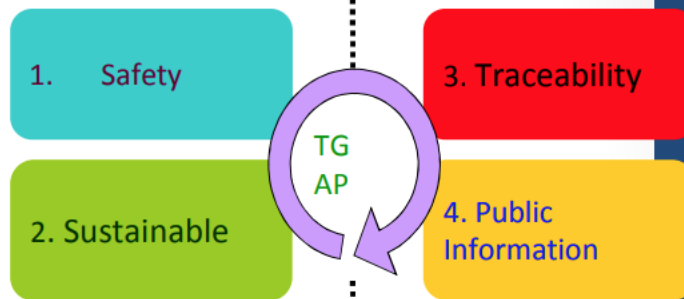 1. Safety
3. Traceability
TG
AP
2. Sustainable
4. Public
Information